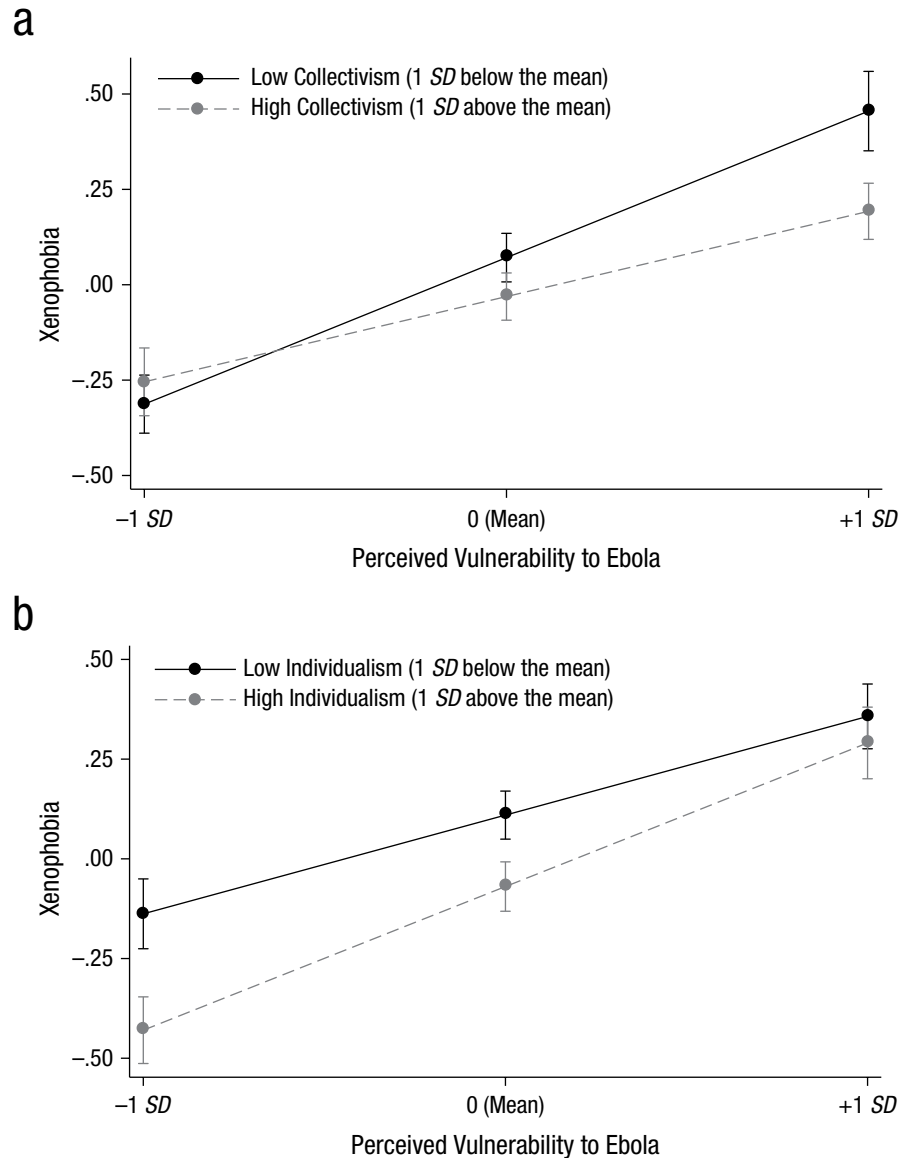 a
Low Collectivism (1 SD below the mean)
High Collectivism (1 SD above the mean)
.50
.25
.00
–.25
–.50
Xenophobia
–1 SD
0 (Mean)
+1 SD
Perceived Vulnerability to Ebola
b
Low Individualism (1 SD below the mean)
High Individualism (1 SD above the mean)
.50
.25
.00
–.25
–.50
Xenophobia
–1 SD
0 (Mean)
+1 SD
Perceived Vulnerability to Ebola